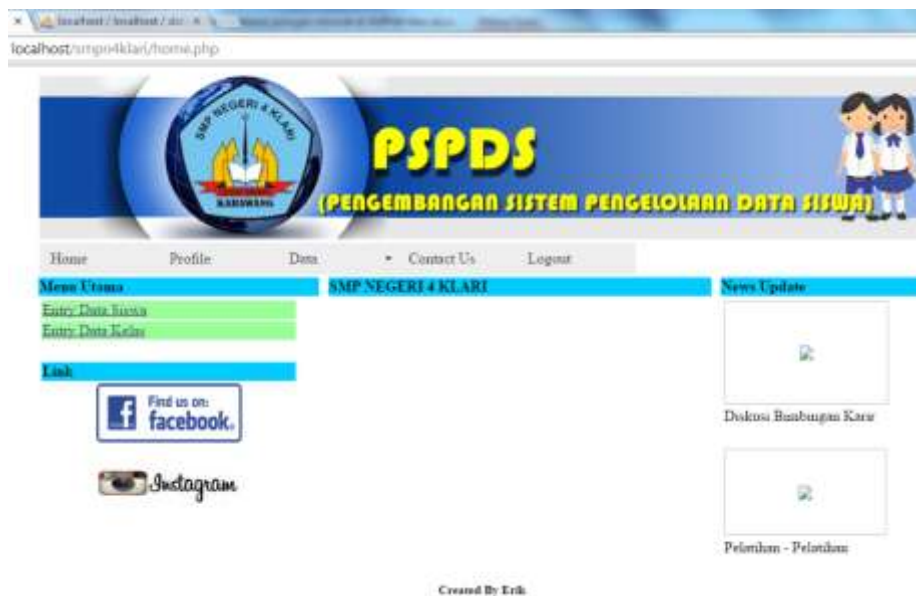 localhost / localhost /
localhost/smpn4klari/home.php
SMP NEGERI 4 KLARI
KARAWANG
PSPDS
(PENGEMBANGAN SISTEM PENGELOLAAN DATA SISWA)
Home Profile Data Contact Us Logout
Menu Utama
Entry Data Siswa
Entry Data Kelas
Link
Find us on:
facebook.
Instagram
SMP NEGERI 4 KLARI
News Update
Diskusi Bimbingan Karir
Pelatihan - Pelatihan
Created By Erik